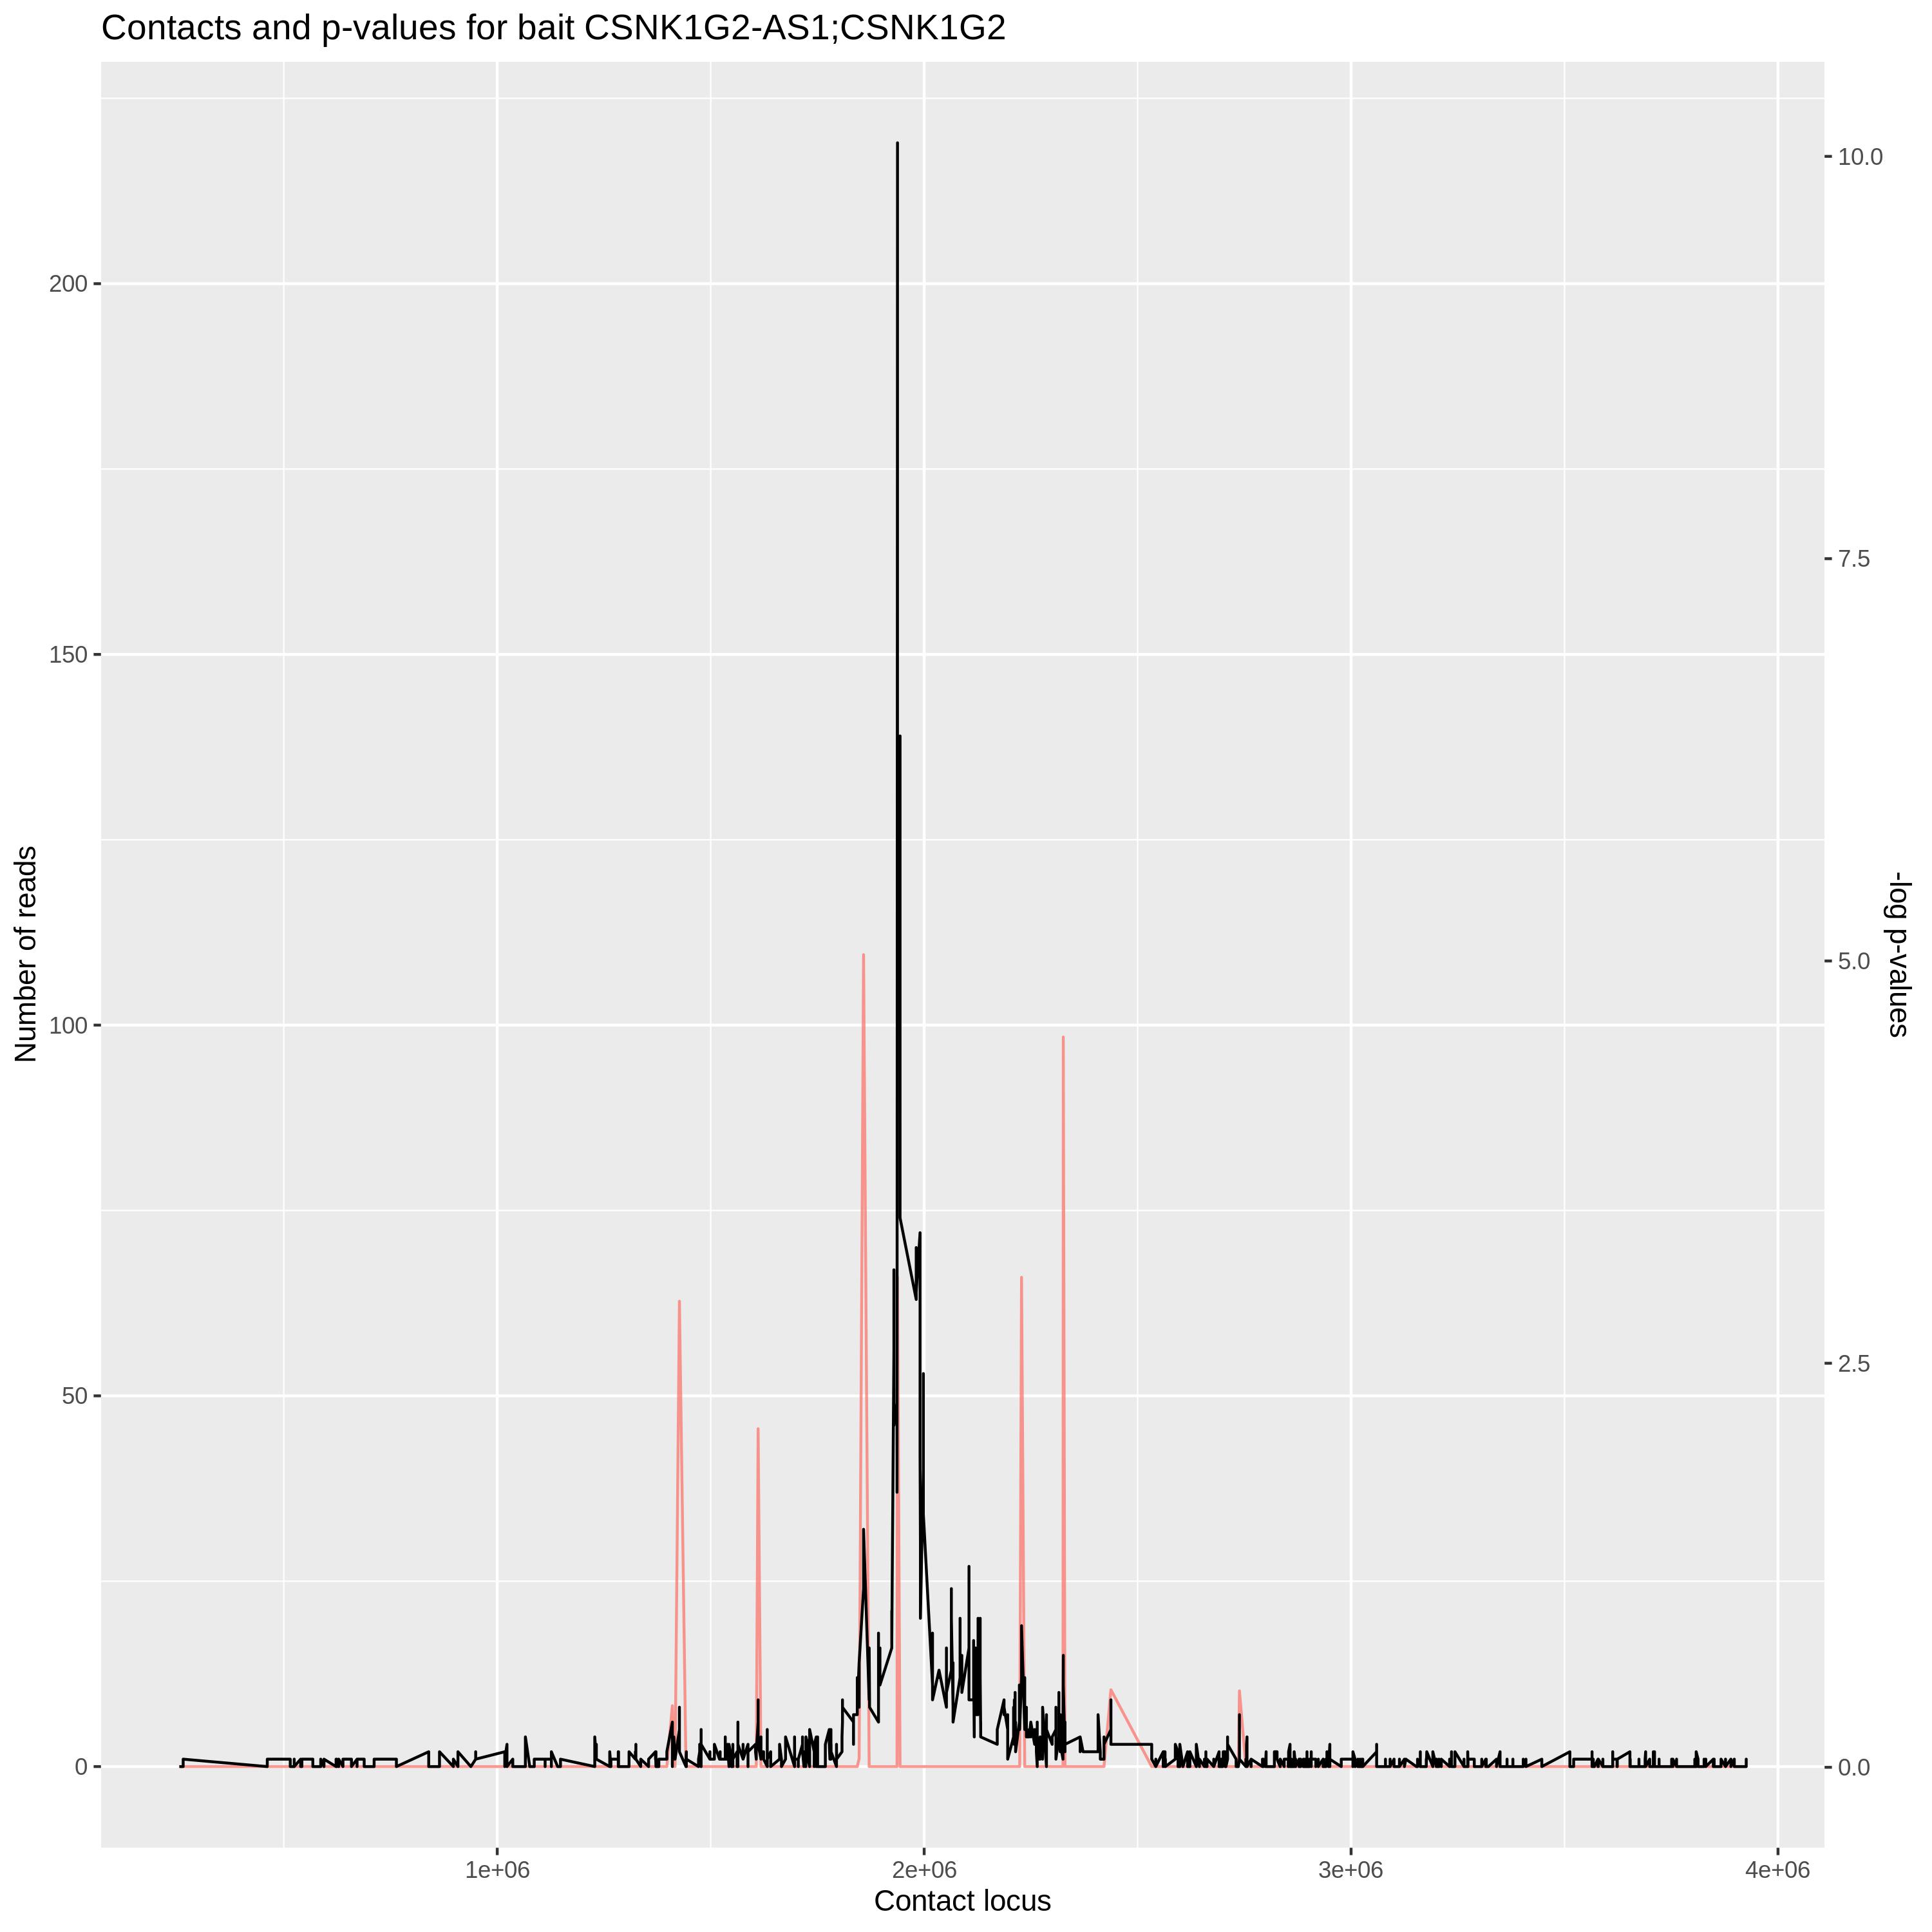 Contacts and p-values for bait CSNK1G2-AS1;CSNK1G2
Number of reads
200
150
100
50
0
10.0
7.5
5.0
2.5
0.0
-log p-values
1e+06
2e+06
3e+06
4e+06
Contact locus